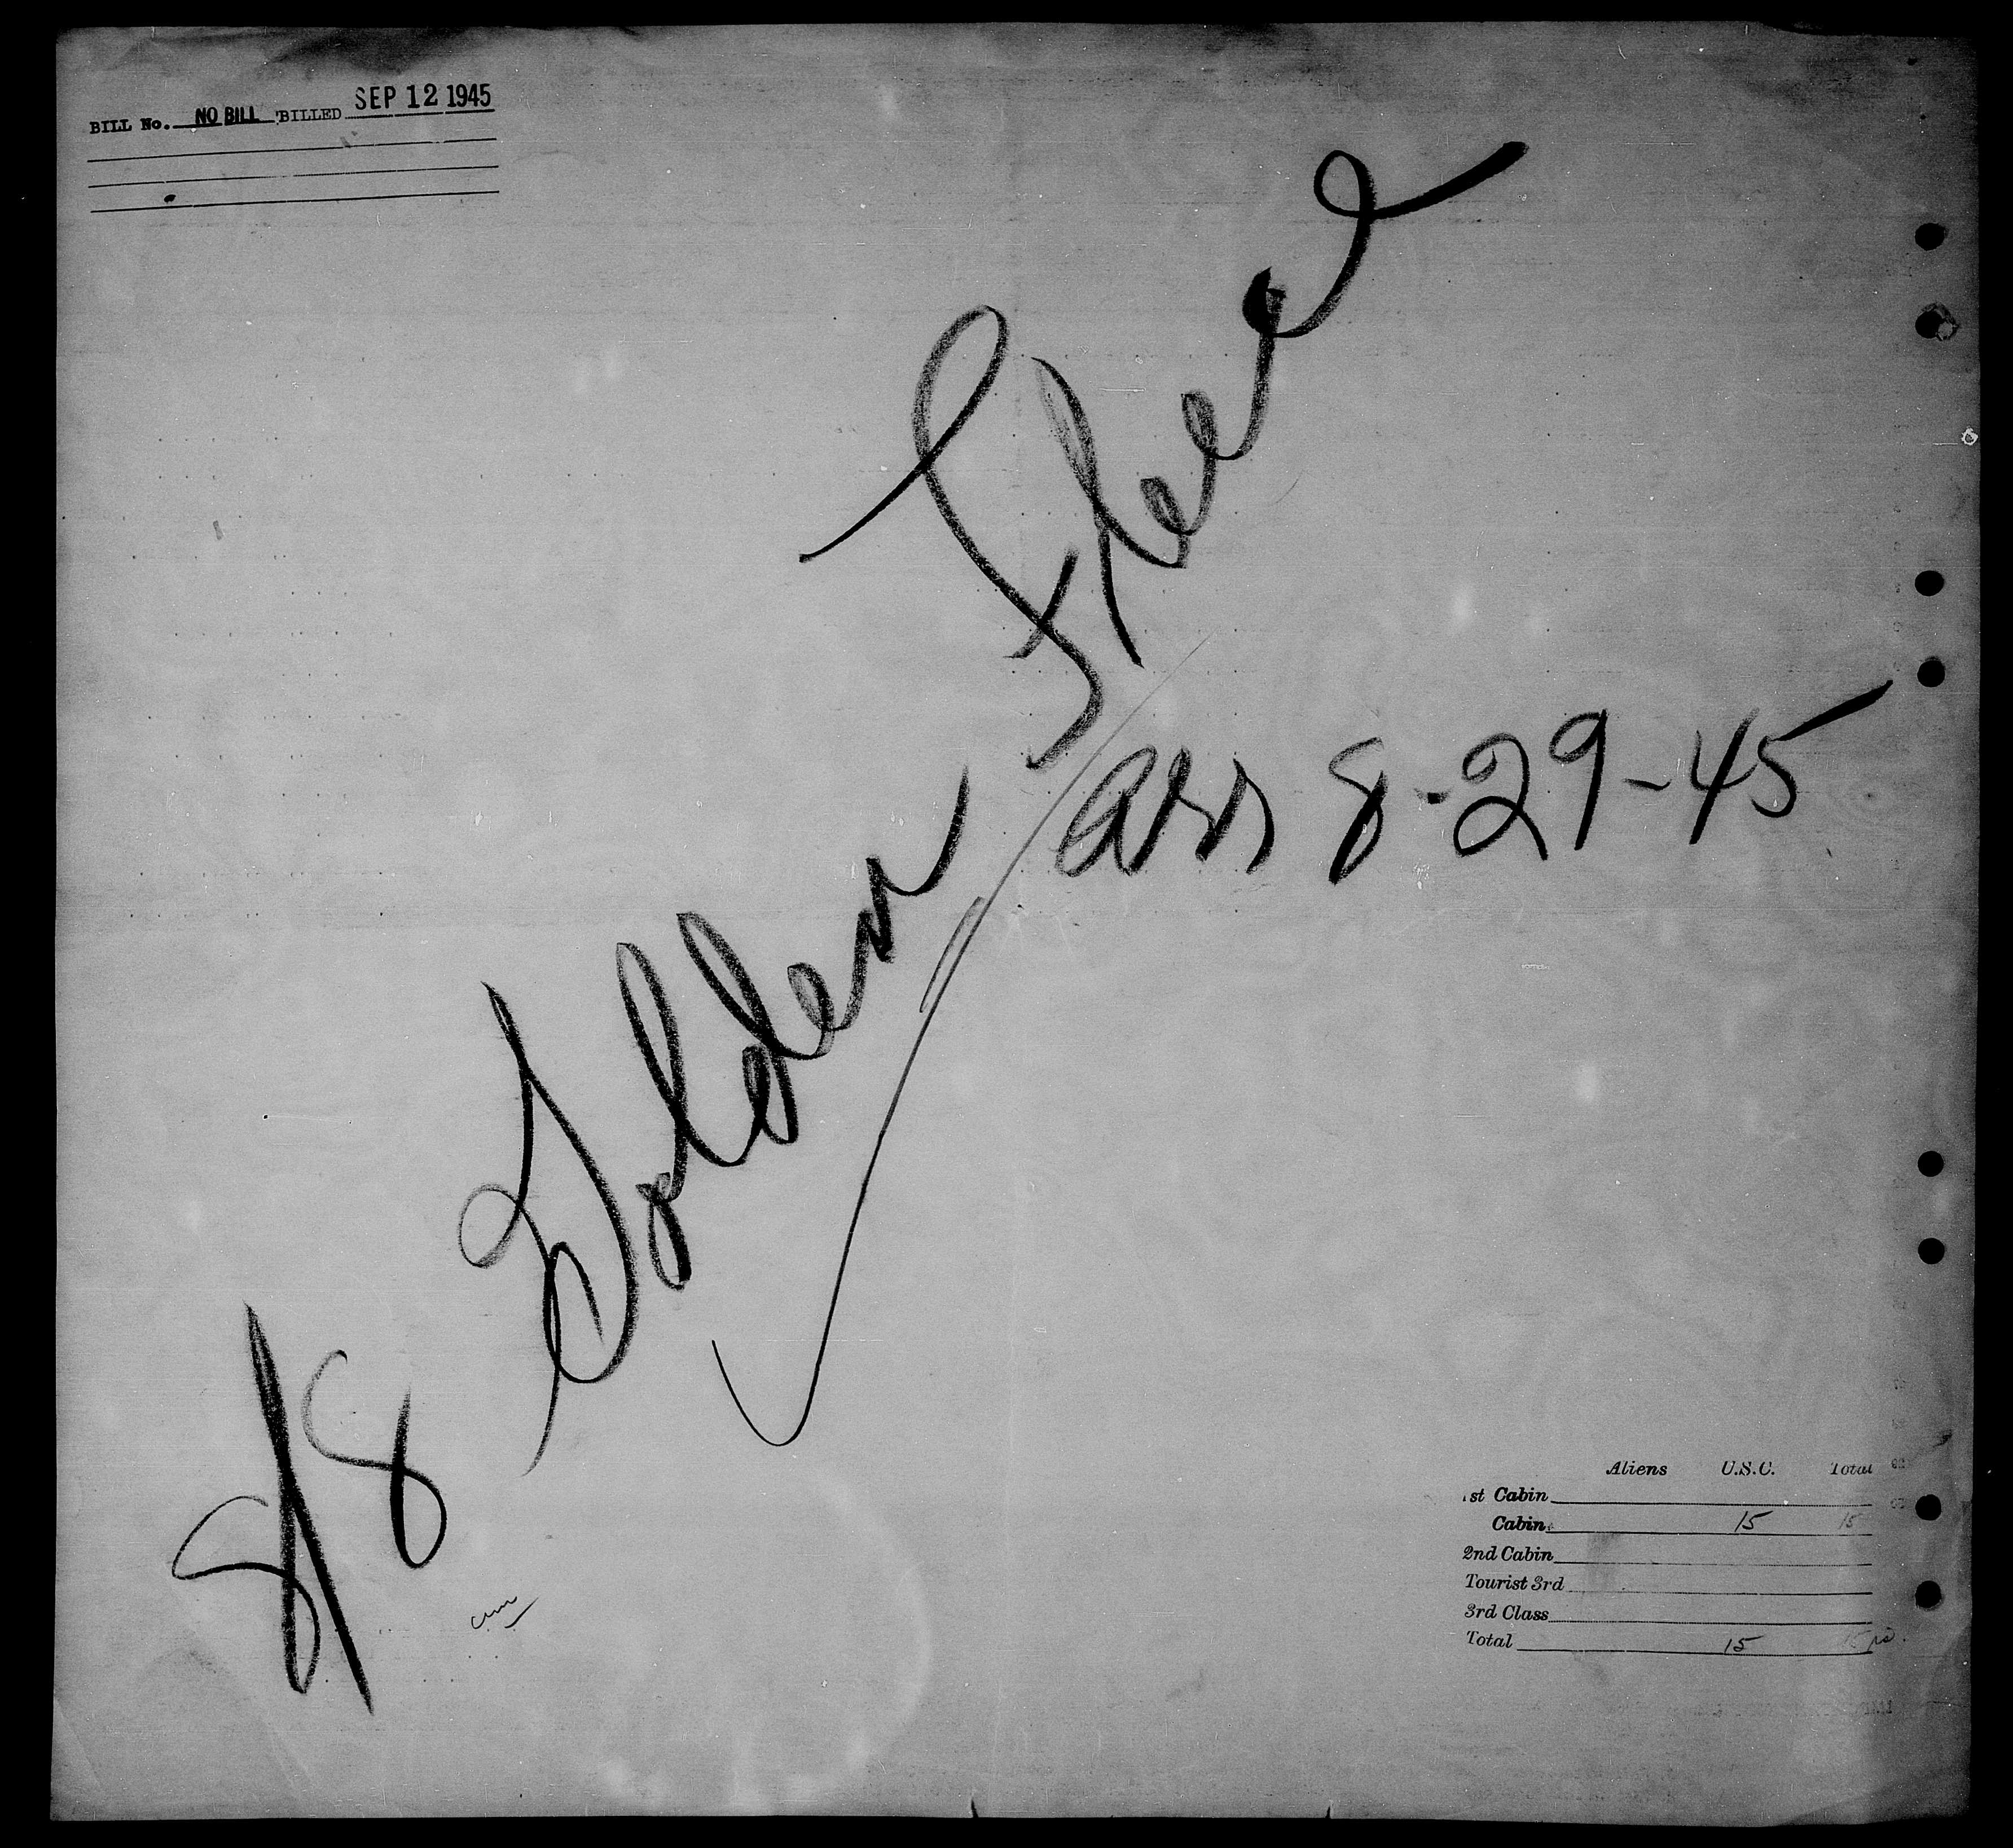 BILL No. NO BILL BILLED SEP 12 1945
S/S Golden Fleece
arr 8-29-45
Aliens U.S.C. Total
1st Cabin
Cabin 15 15
2nd Cabin
Tourist 3rd
3rd Class
Total 15 15